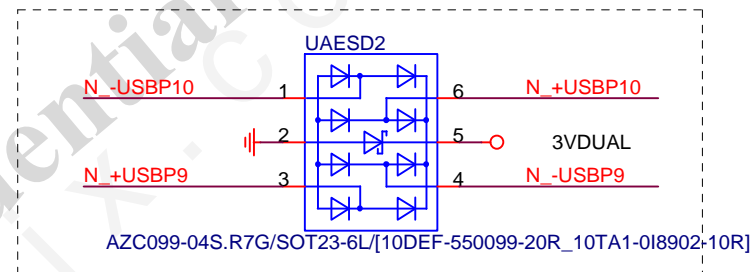 UAESD2
N_-USBP10 1 6 N_+USBP10
2 5 3VDUAL
N_+USBP9 3 4 N_-USBP9
AZC099-04S.R7G/SOT23-6L/[10DEF-550099-20R_10TA1-0I8902-10R]